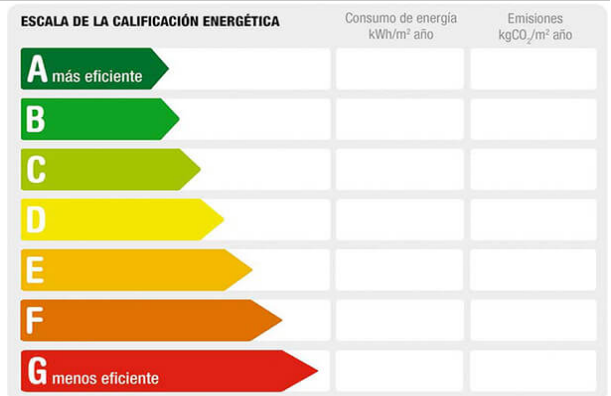 ESCALA DE LA CALIFICACIÓN ENERGÉTICA
Consumo de energía
kWh/m² año
Emisiones
kgCO₂/m² año
A más eficiente
B
C
D
E
F
G menos eficiente